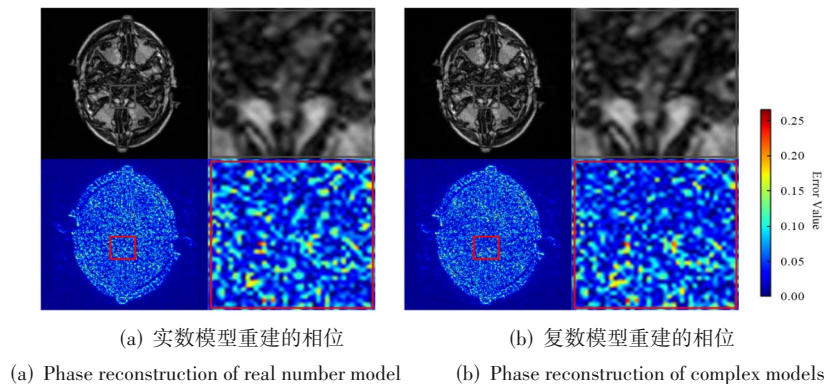 0.25
0.20
0.15
0.10
0.05
0.00
Error Value
(a) 实数模型重建的相位
(b) 复数模型重建的相位
(a) Phase reconstruction of real number model
(b) Phase reconstruction of complex models